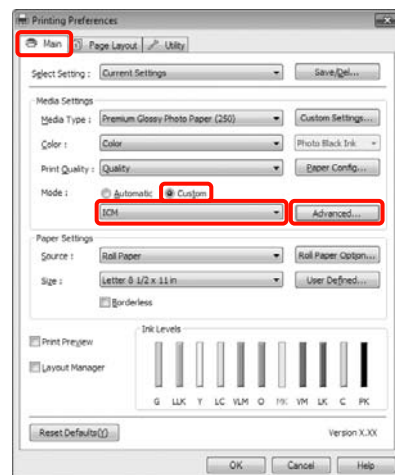 Printing Preferences
Main Page Layout Utility
Select Setting : Current Settings Save/Del...
Media Settings
Media Type : Premium Glossy Photo Paper (250) Custom Settings...
Color : Color Photo Black Ink
Print Quality : Quality Paper Config...
Mode : Automatic Custom
ICM Advanced...
Paper Settings
Source : Roll Paper Roll Paper Option...
Size : Letter 8 1/2 x 11 in User Defined...
Borderless
Print Preview
Layout Manager
Ink Levels
G LLK Y LC VLM O MK VM LK C PK
Reset Defaults(Y) Version X.XX
OK Cancel Help